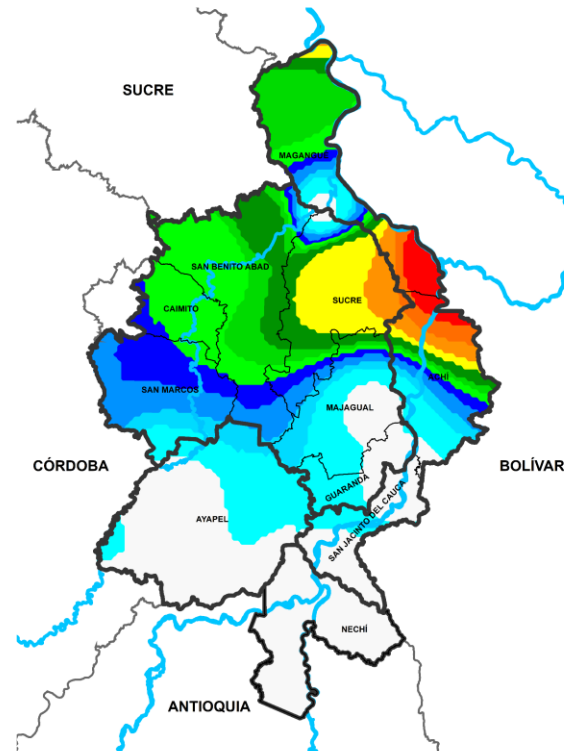 SUCRE
MAGANGUÉ
SAN BENITO ABAD
CAIMITO
SUCRE
SAN MARCOS
ACHÍ
MAJAGUAL
CÓRDOBA
BOLÍVAR
GUARANDA
SAN JACINTO DEL CAUCA
AYAPEL
NECHÍ
ANTIOQUIA